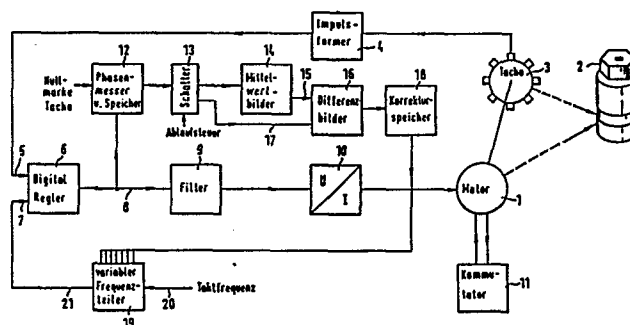 Impuls-
former
4
Tacho
3
2
12
13
14
15
16
18
Null-
marke
Tacho
Phasen-
messer
u. Speicher
Schalter
Mittel-
wert-
bilder
Differenz-
bilder
Korrektur-
speicher
Ablaufsteuer
17
5
6
Digital
Regler
7
8
9
Filter
10
U
I
Motor
1
variabler
Frequenz-
teiler
19
21
20
Taktfrequenz
Kommu-
tator
11